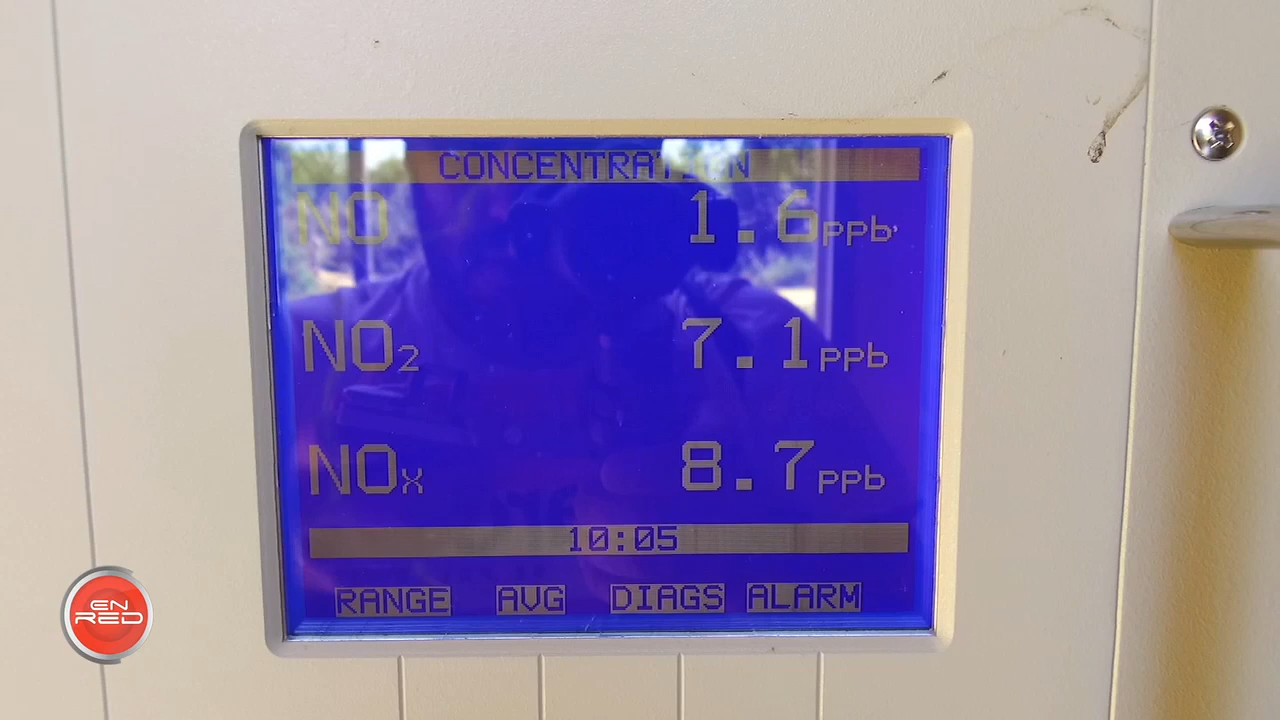 CONCENTRATION
NO 1.6 ppb
NO2 7.1 ppb
NOx 8.7 ppb
10:05
RANGE AVG DIAGS ALARM
EN
RED